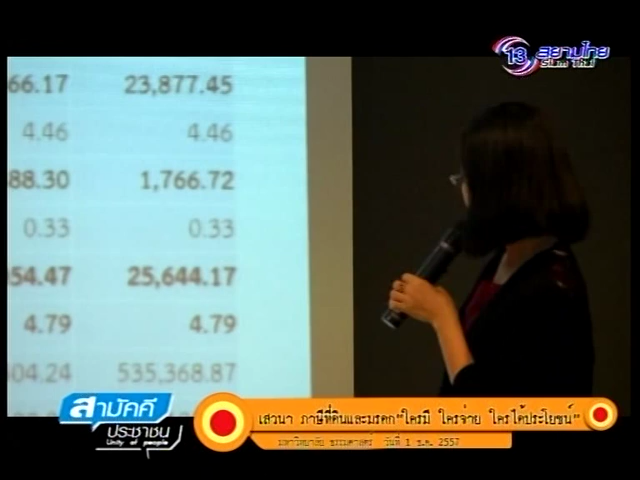 13 สยามไทย
SIAM THAI
66.17 23,877.45
4.46 4.46
88.30 1,766.72
0.33 0.33
954.47 25,644.17
4.79 4.79
404.24 535,368.87
สามัคคี
ประชาชน
Unity of people
เสวนา ภาษีที่ดินและมรดก"ใครมี ใครจ่าย ใครได้ประโยชน์"
มหาวิทยาลัย ธรรมศาสตร์ วันที่ 1 ธ.ค. 2557